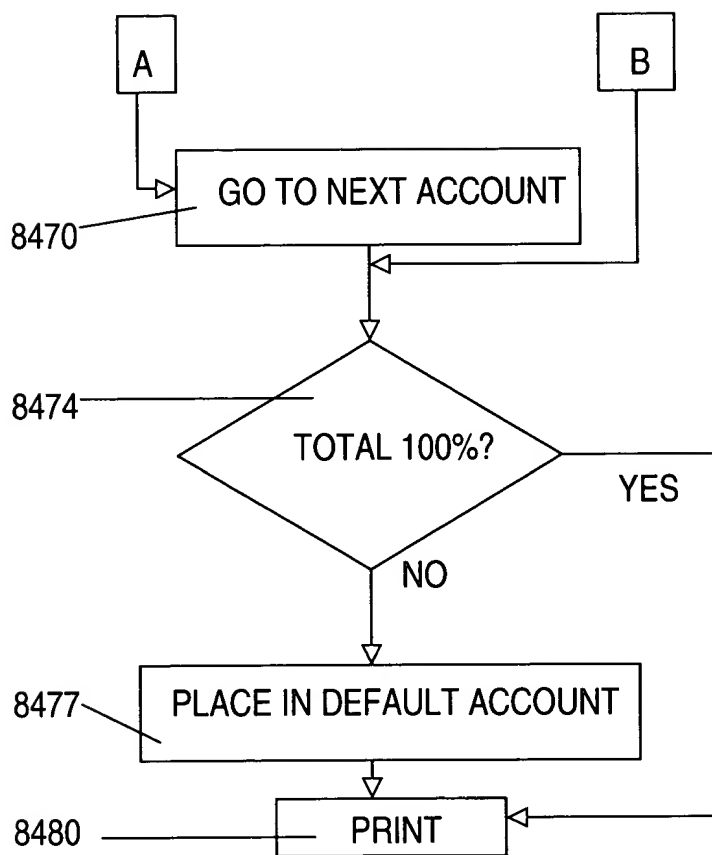 A
B
GO TO NEXT ACCOUNT
8470
8474
TOTAL 100%?
YES
NO
8477
PLACE IN DEFAULT ACCOUNT
8480
PRINT